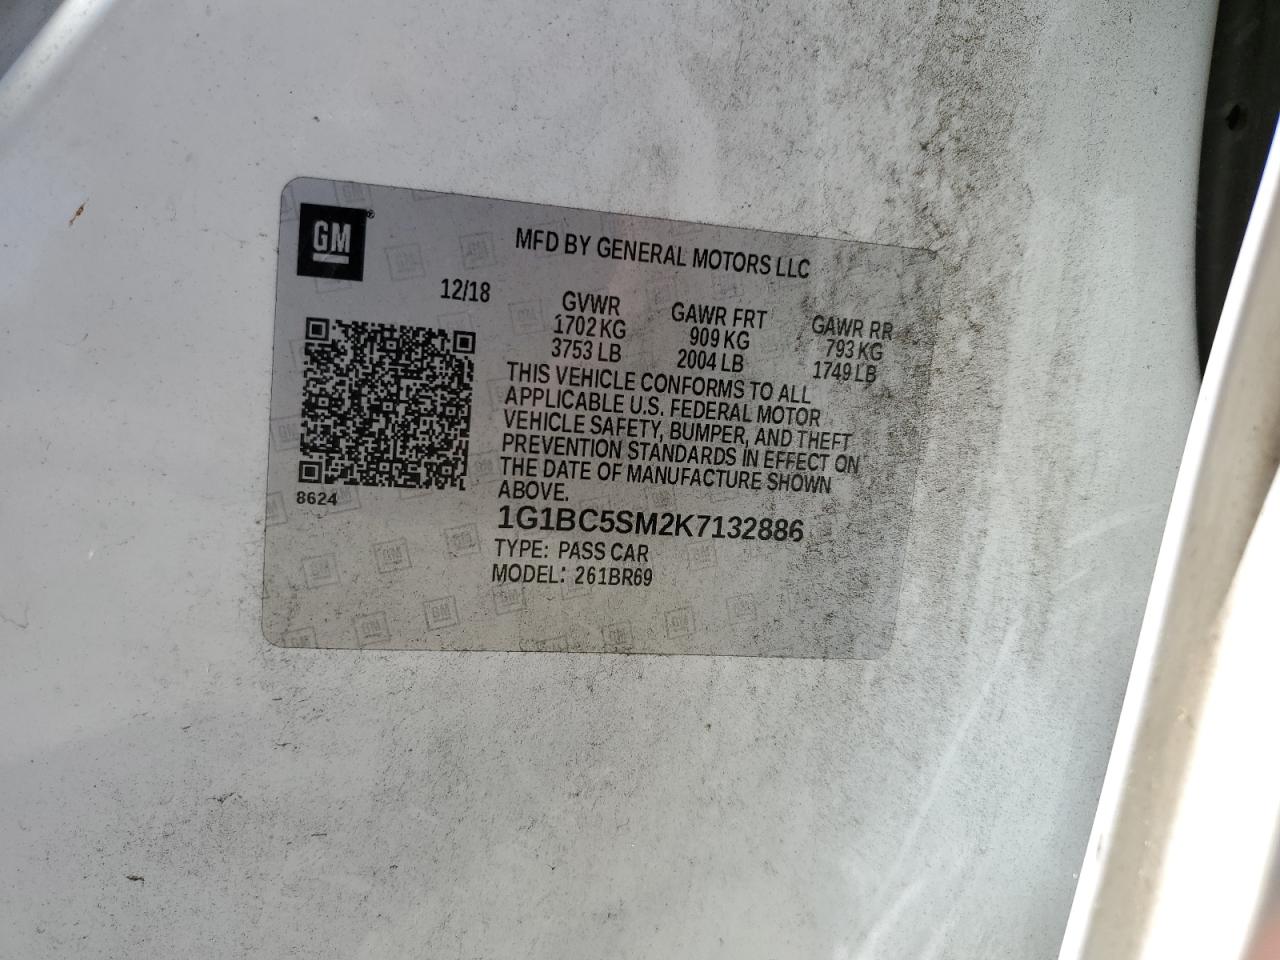 GM®
MFD BY GENERAL MOTORS LLC
12/18
GVWR GAWR FRT GAWR RR
1702 KG 909 KG 793 KG
3753 LB 2004 LB 1749 LB
THIS VEHICLE CONFORMS TO ALL
APPLICABLE U.S. FEDERAL MOTOR
VEHICLE SAFETY, BUMPER, AND THEFT
PREVENTION STANDARDS IN EFFECT ON
THE DATE OF MANUFACTURE SHOWN
ABOVE.
8624
1G1BC5SM2K7132886
TYPE: PASS CAR
MODEL: 261BR69